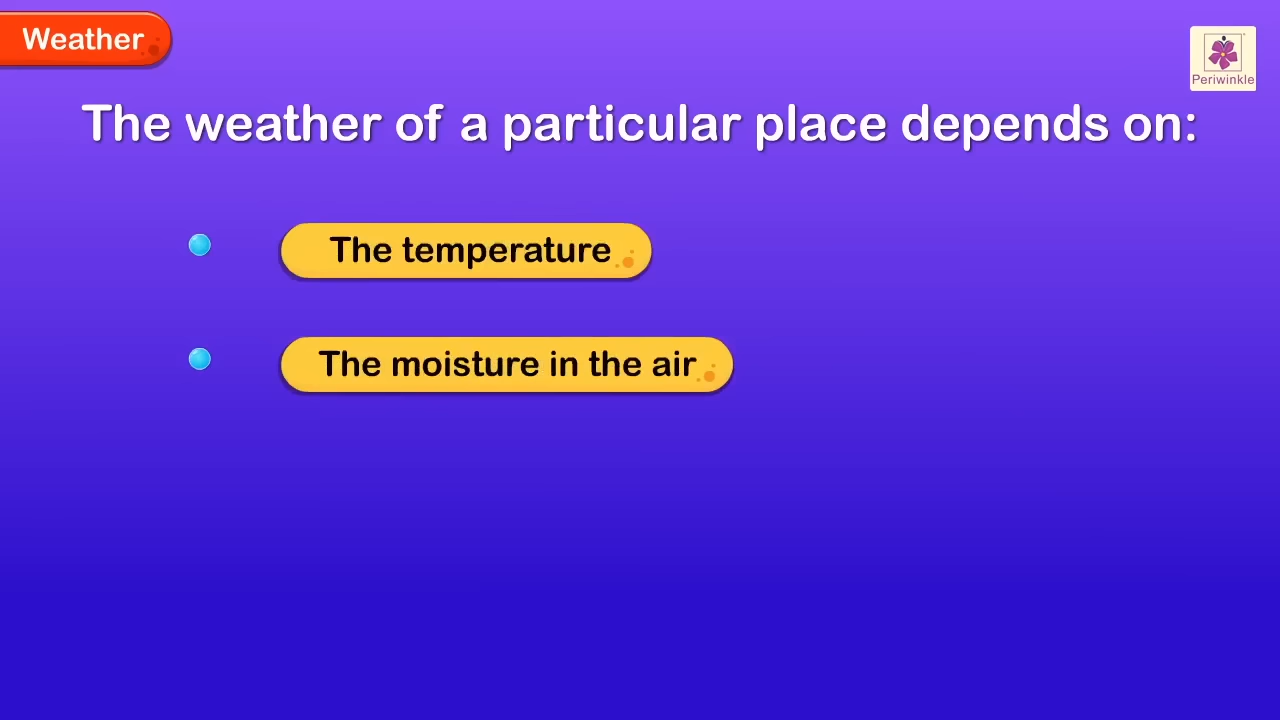 Weather
Periwinkle
The weather of a particular place depends on:
The temperature
The moisture in the air